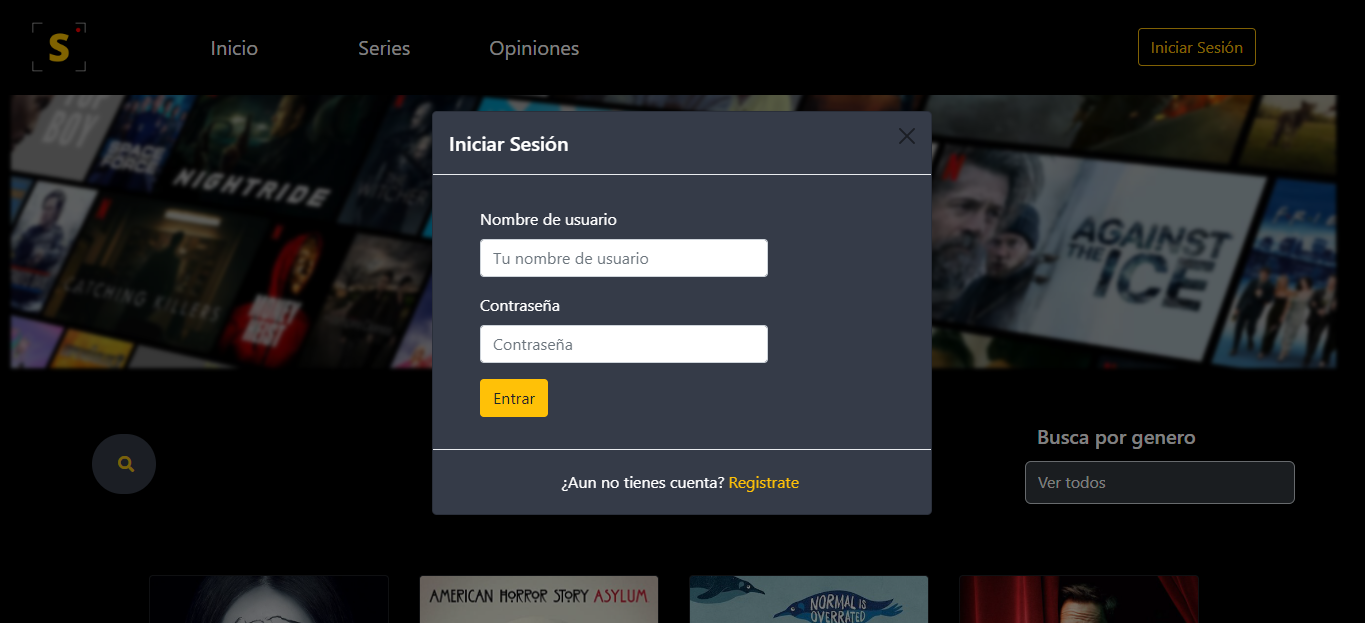 S
Inicio
Series
Opiniones
Iniciar Sesión
BOY
SPACE FORCE
NIGHTRIDE
CATCHING KILLERS
MONEY HEIST
AGAINST THE ICE
Iniciar Sesión
Nombre de usuario
Tu nombre de usuario
Contraseña
Contraseña
Entrar
¿Aun no tienes cuenta? Registrate
Busca por genero
Ver todos
AMERICAN HORROR STORY ASYLUM
NORMAL IS
OVERRATED